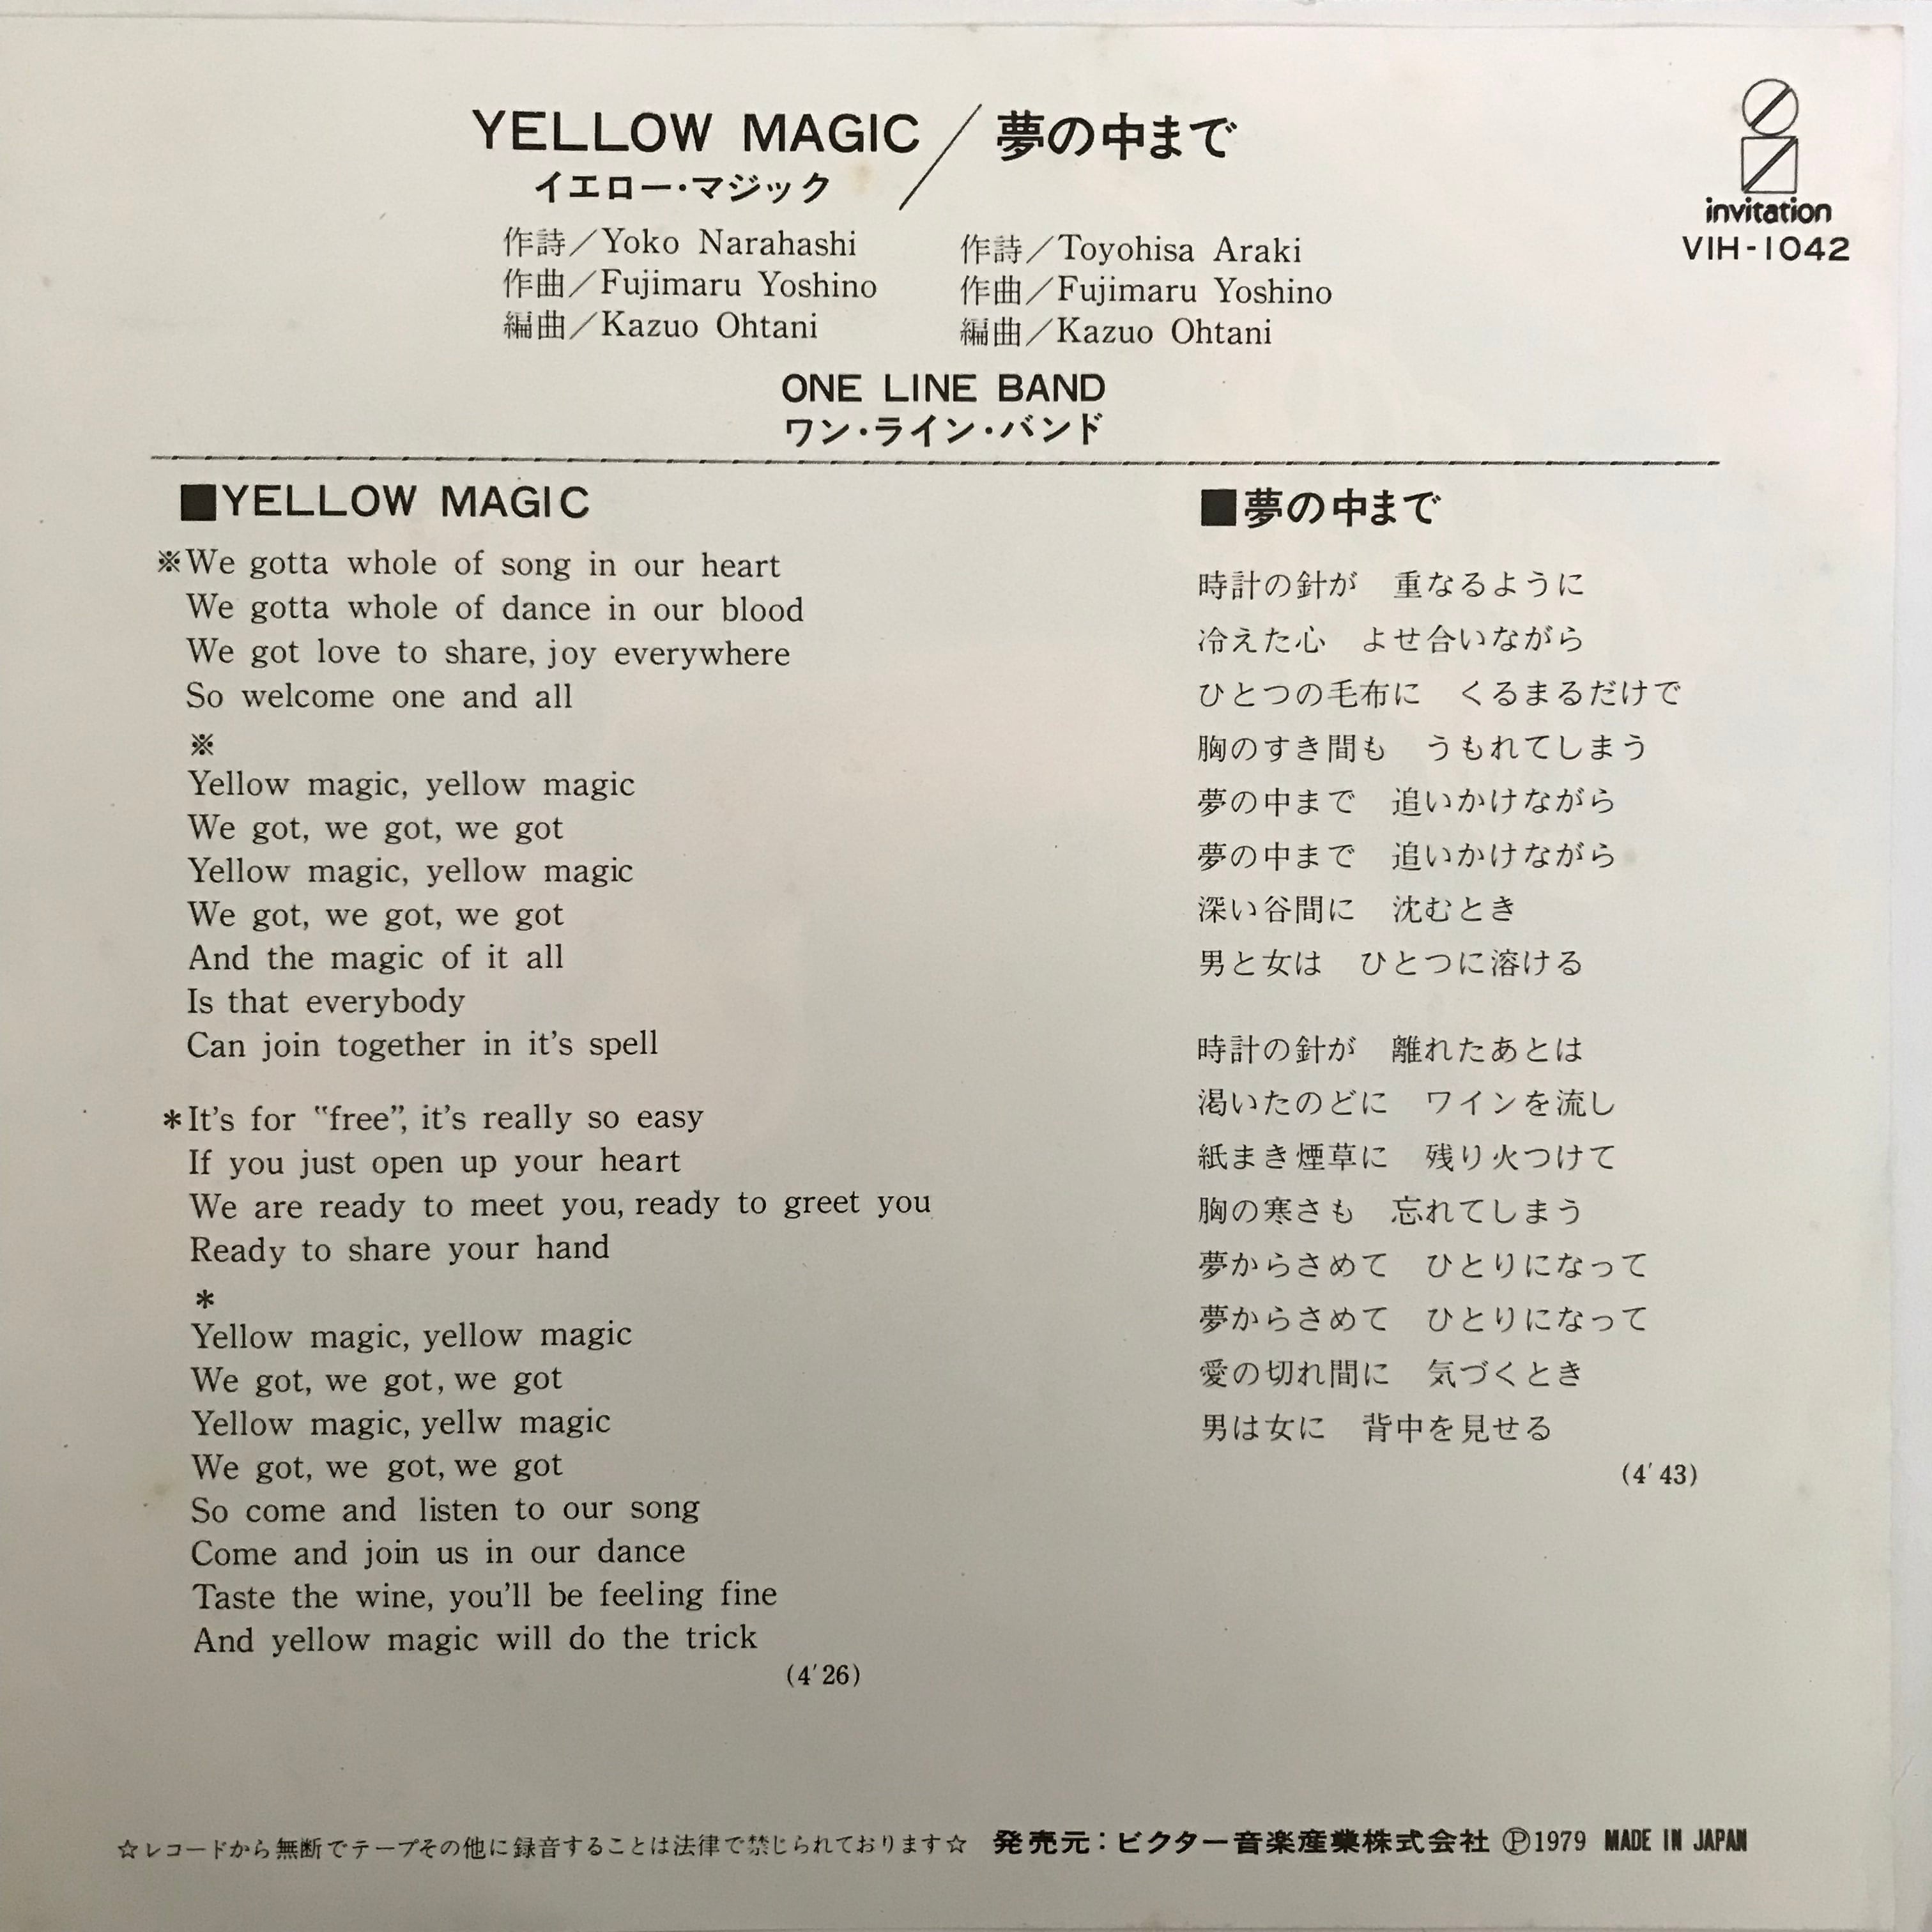 YELLOW MAGIC／夢の中まで
イエロー・マジック
作詩／Yoko Narahashi
作曲／Fujimaru Yoshino
編曲／Kazuo Ohtani
作詩／Toyohisa Araki
作曲／Fujimaru Yoshino
編曲／Kazuo Ohtani
invitation
VIH-1042
ONE LINE BAND
ワン・ライン・バンド
■YELLOW MAGIC
※We gotta whole of song in our heart
We gotta whole of dance in our blood
We got love to share, joy everywhere
So welcome one and all
※
Yellow magic, yellow magic
We got, we got, we got
Yellow magic, yellow magic
We got, we got, we got
And the magic of it all
Is that everybody
Can join together in it's spell
＊It's for "free", it's really so easy
If you just open up your heart
We are ready to meet you, ready to greet you
Ready to share your hand
＊
Yellow magic, yellow magic
We got, we got, we got
Yellow magic, yellw magic
We got, we got, we got
So come and listen to our song
Come and join us in our dance
Taste the wine, you'll be feeling fine
And yellow magic will do the trick
(4'26)
■夢の中まで
時計の針が　重なるように
冷えた心　よせ合いながら
ひとつの毛布に　くるまるだけで
胸のすき間も　うもれてしまう
夢の中まで　追いかけながら
夢の中まで　追いかけながら
深い谷間に　沈むとき
男と女は　ひとつに溶ける
時計の針が　離れたあとは
渇いたのどに　ワインを流し
紙まき煙草に　残り火つけて
胸の寒さも　忘れてしまう
夢からさめて　ひとりになって
夢からさめて　ひとりになって
愛の切れ間に　気づくとき
男は女に　背中を見せる
(4'43)
☆レコードから無断でテープその他に録音することは法律で禁じられております☆ 発売元：ビクター音楽産業株式会社 Ⓟ1979 MADE IN JAPAN